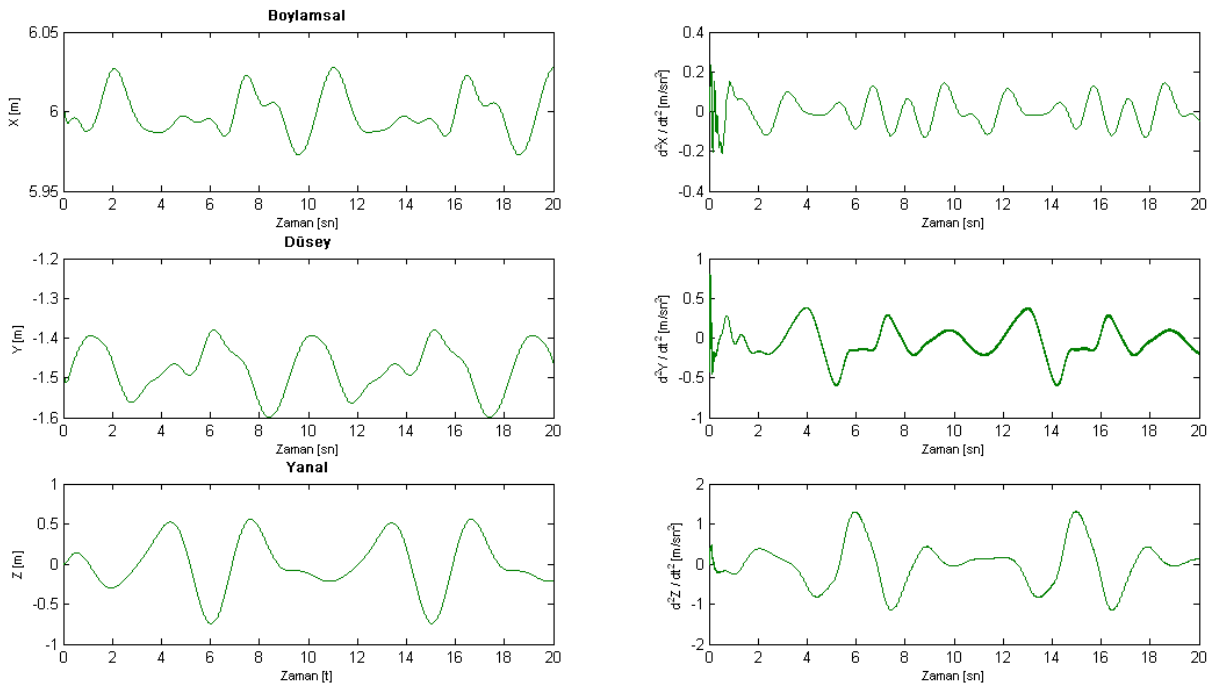 Boylamsal
6.05
6
5.95
X [m]
0 2 4 6 8 10 12 14 16 18 20
Zaman [sn]
0.4
0.2
0
-0.2
-0.4
d²X / dt² [m/sn²]
0 2 4 6 8 10 12 14 16 18 20
Zaman [sn]
Düsey
-1.2
-1.3
-1.4
-1.5
-1.6
Y [m]
0 2 4 6 8 10 12 14 16 18 20
Zaman [sn]
1
0.5
0
-0.5
-1
d²Y / dt² [m/sn²]
0 2 4 6 8 10 12 14 16 18 20
Zaman [sn]
Yanal
1
0.5
0
-0.5
-1
Z [m]
0 2 4 6 8 10 12 14 16 18 20
Zaman [t]
2
1
0
-1
-2
d²Z / dt² [m/sn²]
0 2 4 6 8 10 12 14 16 18 20
Zaman [sn]